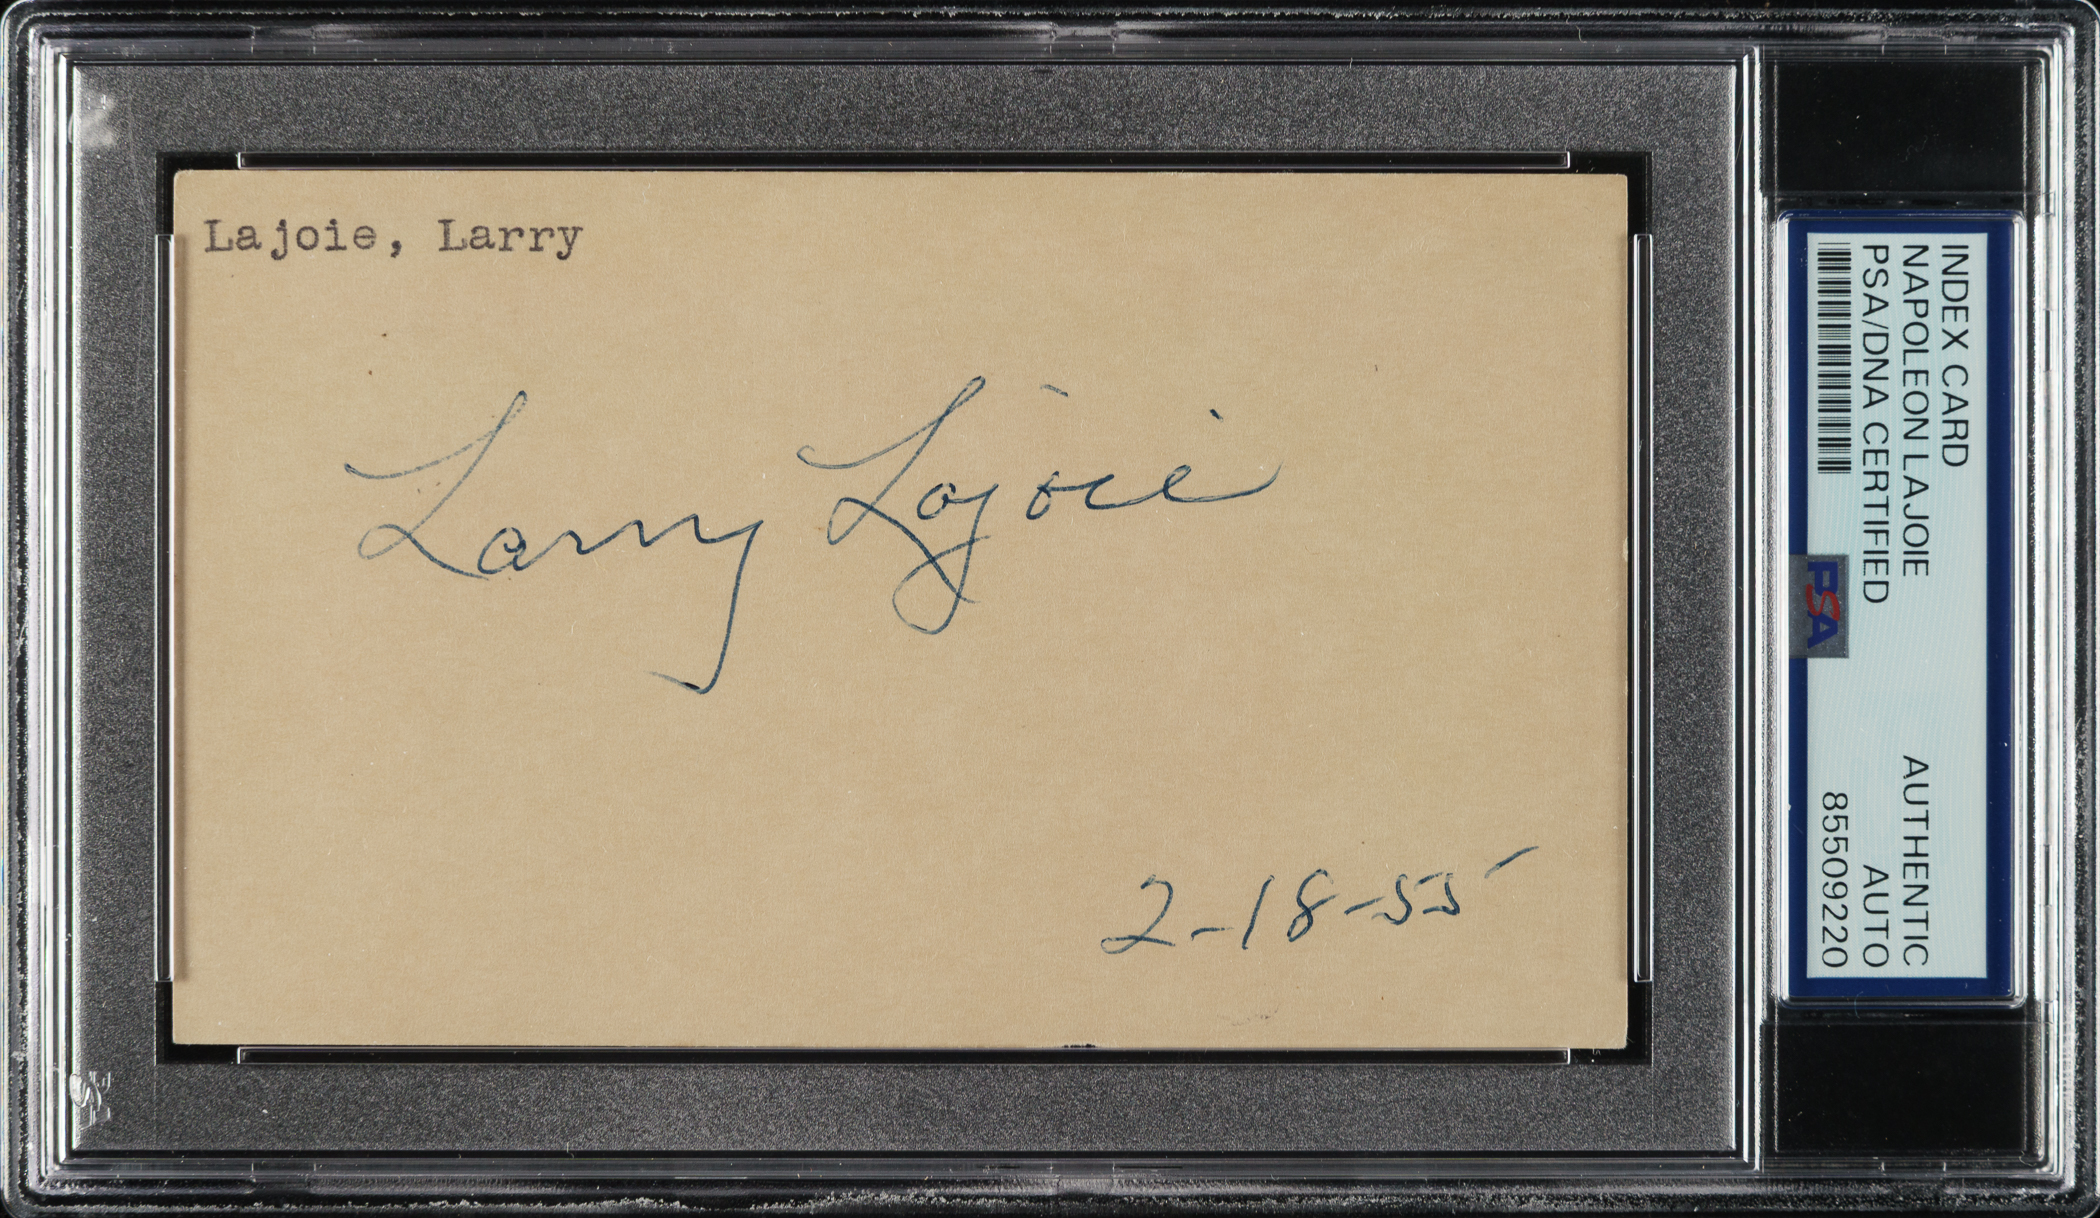 Lajoie, Larry
Larry Lajoie
2-18-55
INDEX CARD
NAPOLEON LAJOIE AUTHENTIC
PSA/DNA CERTIFIED AUTO
85509220
PSA